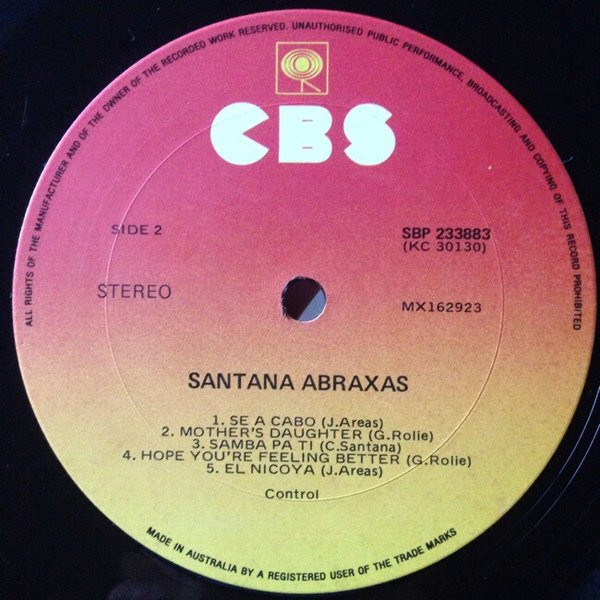 ALL RIGHTS OF THE MANUFACTURER AND OF THE OWNER OF THE RECORDED WORK RESERVED. UNAUTHORISED PUBLIC PERFORMANCE, BROADCASTING AND COPYING OF THIS RECORD PROHIBITED
CBS
SIDE 2
SBP 233883
(KC 30130)
STEREO
MX162923
SANTANA ABRAXAS
1. SE A CABO (J.Areas)
2. MOTHER'S DAUGHTER (G.Rolie)
3. SAMBA PA TI (C.Santana)
4. HOPE YOU'RE FEELING BETTER (G.Rolie)
5. EL NICOYA (J.Areas)
Control
MADE IN AUSTRALIA BY A REGISTERED USER OF THE TRADE MARKS